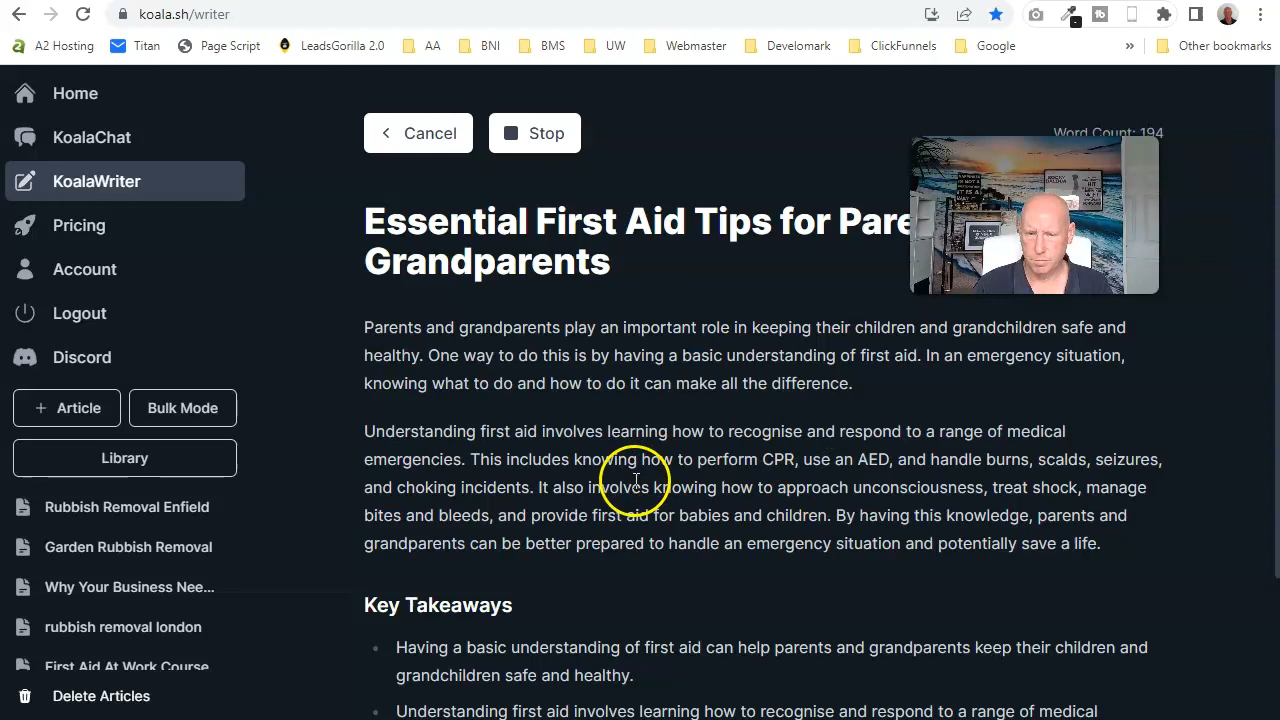 koala.sh/writer
A2 Hosting Titan Page Script LeadsGorilla 2.0 AA BNI BMS UW Webmaster Develomark ClickFunnels Google » Other bookmarks
Home
KoalaChat
KoalaWriter
Pricing
Account
Logout
Discord
+ Article Bulk Mode
Library
Rubbish Removal Enfield
Garden Rubbish Removal
Why Your Business Nee...
rubbish removal london
First Aid At Work Course
Delete Articles
Cancel Stop
Word Count: 194
Essential First Aid Tips for Pare
Grandparents
Parents and grandparents play an important role in keeping their children and grandchildren safe and
healthy. One way to do this is by having a basic understanding of first aid. In an emergency situation,
knowing what to do and how to do it can make all the difference.
Understanding first aid involves learning how to recognise and respond to a range of medical
emergencies. This includes knowing how to perform CPR, use an AED, and handle burns, scalds, seizures,
and choking incidents. It also involves knowing how to approach unconsciousness, treat shock, manage
bites and bleeds, and provide first aid for babies and children. By having this knowledge, parents and
grandparents can be better prepared to handle an emergency situation and potentially save a life.
Key Takeaways
Having a basic understanding of first aid can help parents and grandparents keep their children and
grandchildren safe and healthy.
Understanding first aid involves learning how to recognise and respond to a range of medical